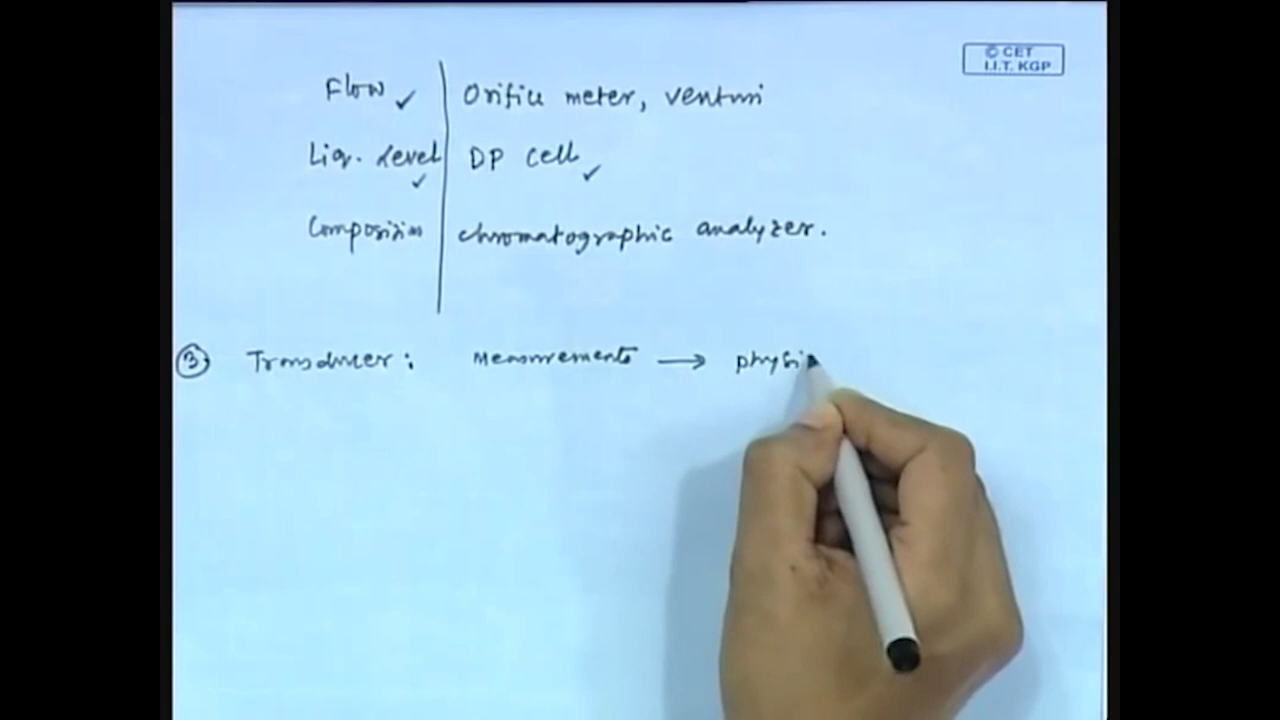 © CET
I.I.T. KGP
Flow ✓ | Orifice meter, venturi
Liq. Level ✓ | DP Cell ✓
Composition | chromatographic analyzer.
③ Transducer : Measurements → physi